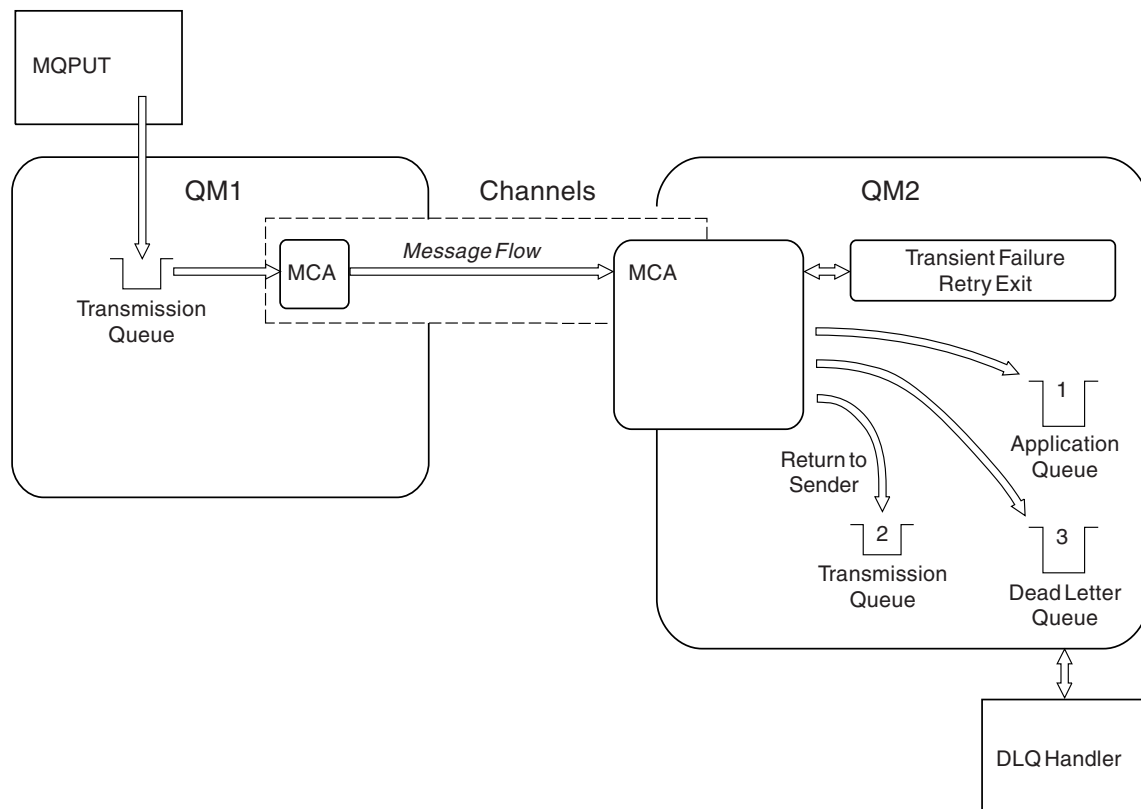 MQPUT
QM1
Channels
QM2
MCA
Message Flow
MCA
Transient Failure
Retry Exit
Transmission
Queue
1
Application
Queue
Return to
Sender
2
Transmission
Queue
3
Dead Letter
Queue
DLQ Handler